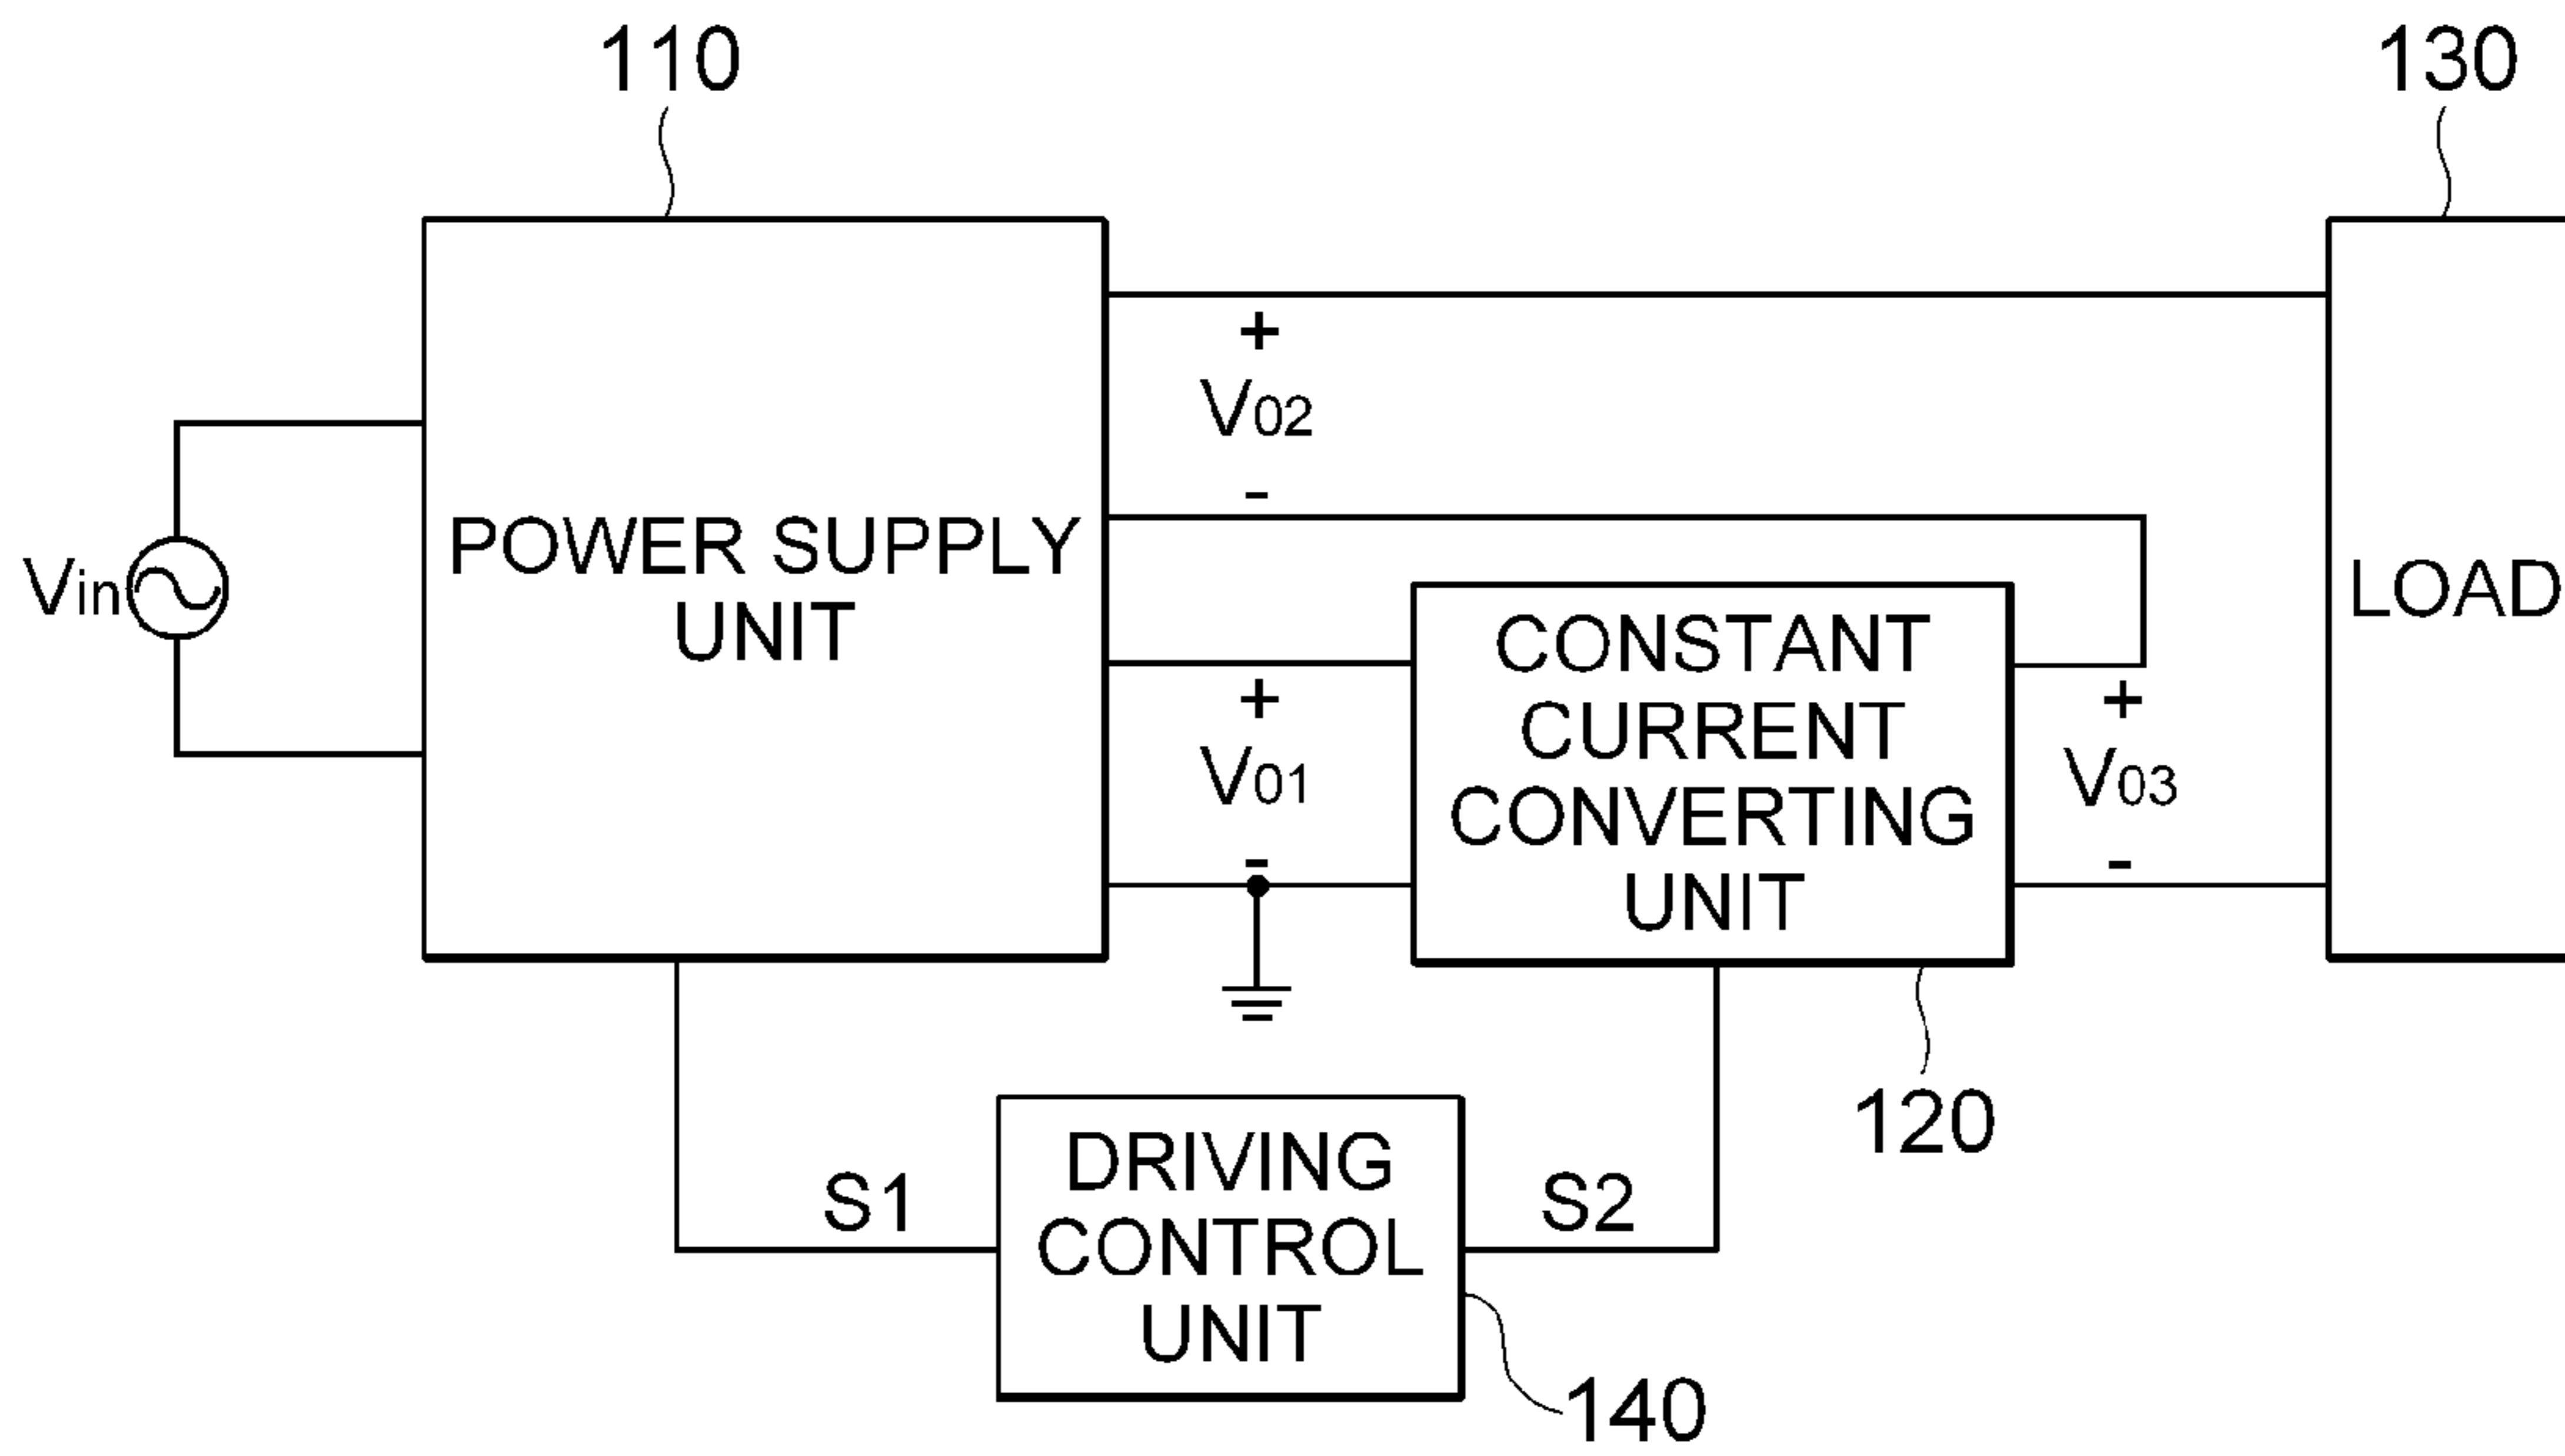 110
130
+
V02
-
POWER SUPPLY
UNIT
Vin
LOAD
CONSTANT
CURRENT
CONVERTING
UNIT
+
V01
-
+
V03
-
120
DRIVING
CONTROL
UNIT
S1
S2
140